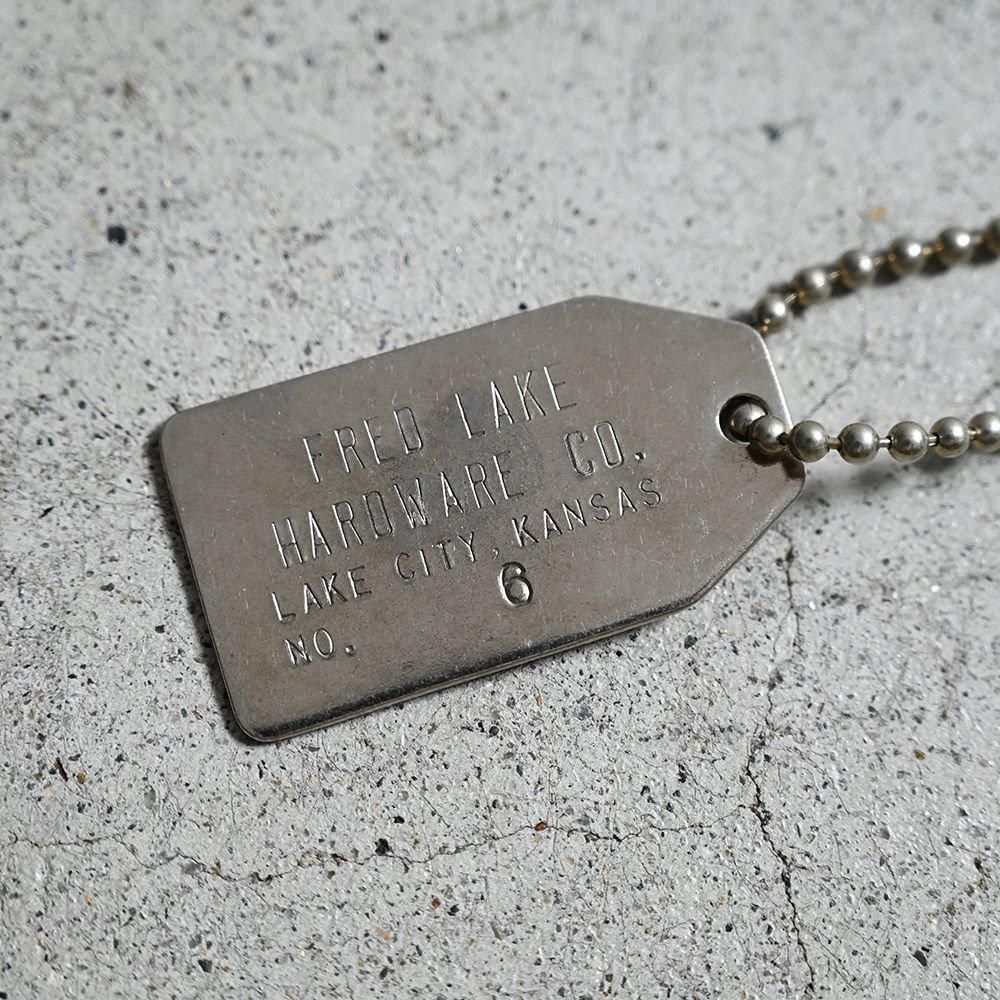 FRED LAKE
HARDWARE CO.
LAKE CITY, KANSAS
NO. 6